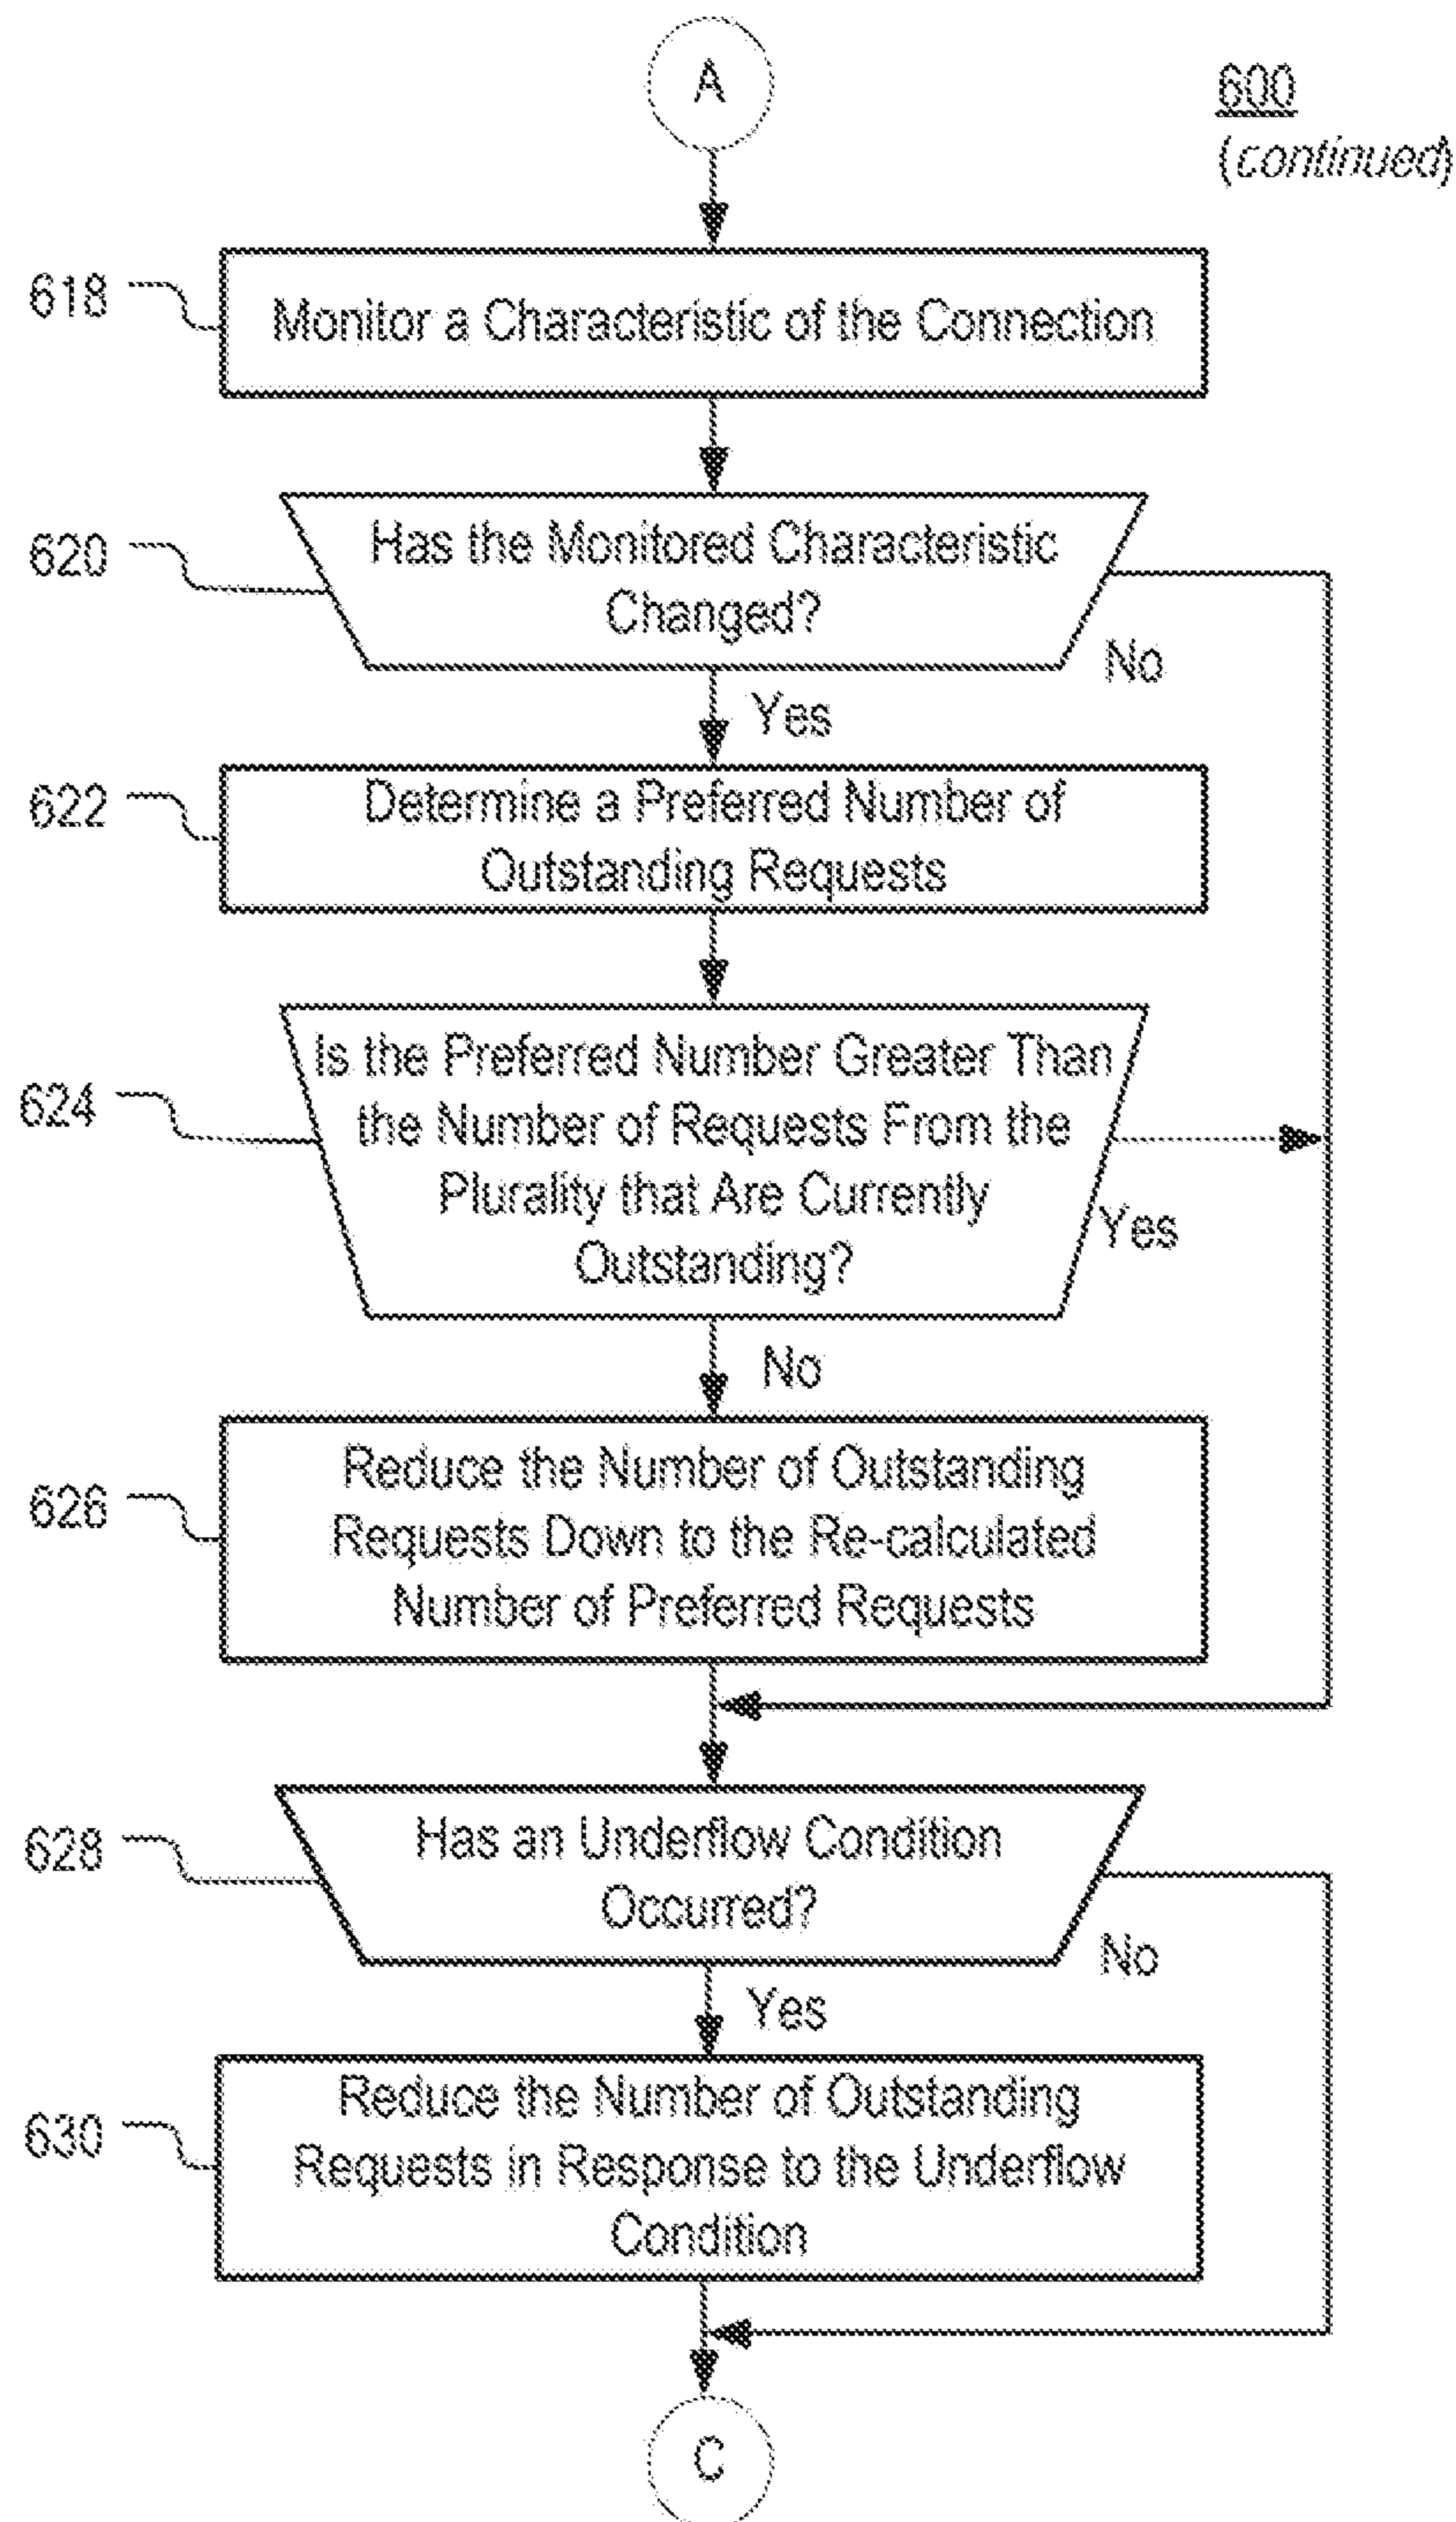 A
600
(continued)
618
Monitor a Characteristic of the Connection
620
Has the Monitored Characteristic
Changed?
No
Yes
622
Determine a Preferred Number of
Outstanding Requests
624
Is the Preferred Number Greater Than
the Number of Requests From the
Plurality that Are Currently
Outstanding?
Yes
No
626
Reduce the Number of Outstanding
Requests Down to the Re-calculated
Number of Preferred Requests
628
Has an Underflow Condition
Occurred?
No
Yes
630
Reduce the Number of Outstanding
Requests in Response to the Underflow
Condition
C